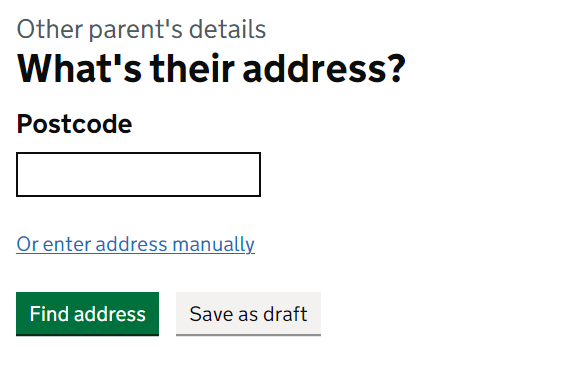 Other parent's details
What's their address?
Postcode
Or enter address manually
Find address Save as draft